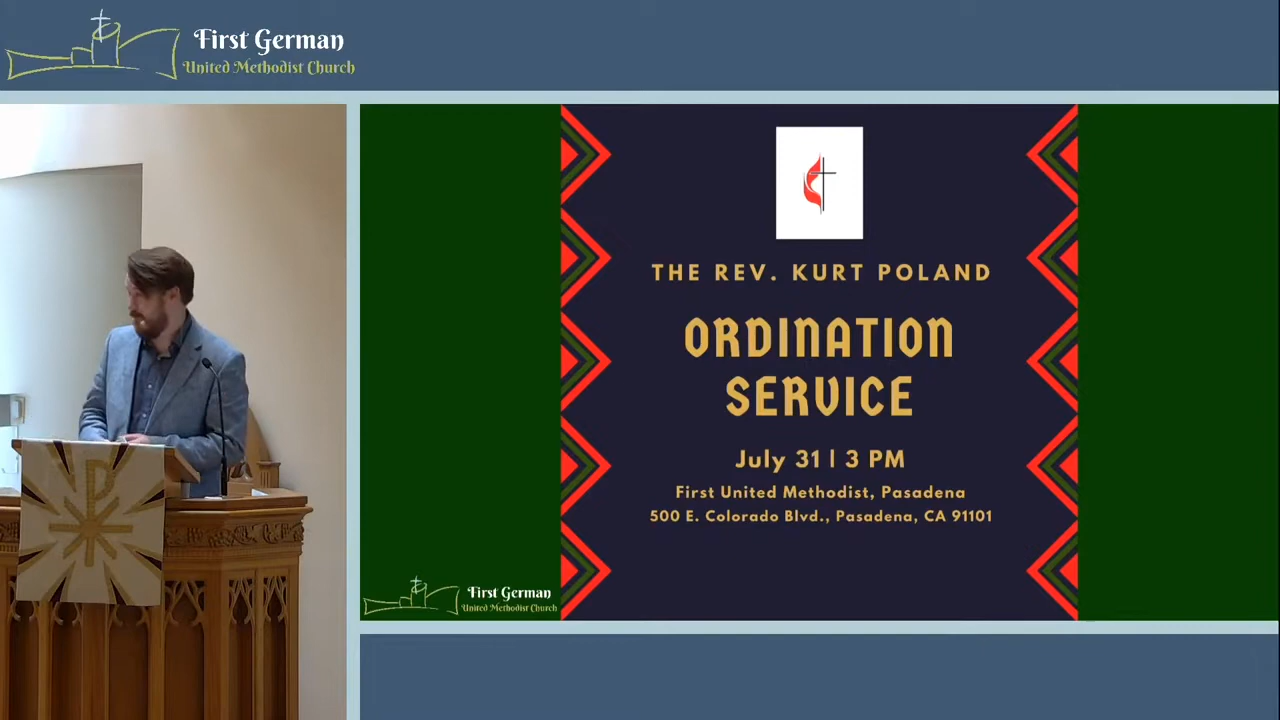 First German
United Methodist Church
THE REV. KURT POLAND
ORDINATION
SERVICE
July 31 | 3 PM
First United Methodist, Pasadena
500 E. Colorado Blvd., Pasadena, CA 91101
First German
United Methodist Church